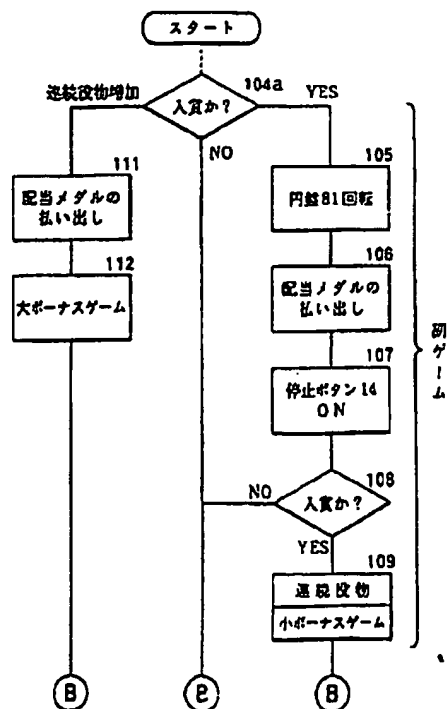 スタート
104a
連続役物増加
入賞か?
YES
NO
111
105
配当メダルの
払い出し
円盤81回転
112
106
大ボーナスゲーム
配当メダルの
払い出し
107
停止ボタン14
ON
108
NO
入賞か?
YES
109
連続役物
小ボーナスゲーム
ゲーム
B
B